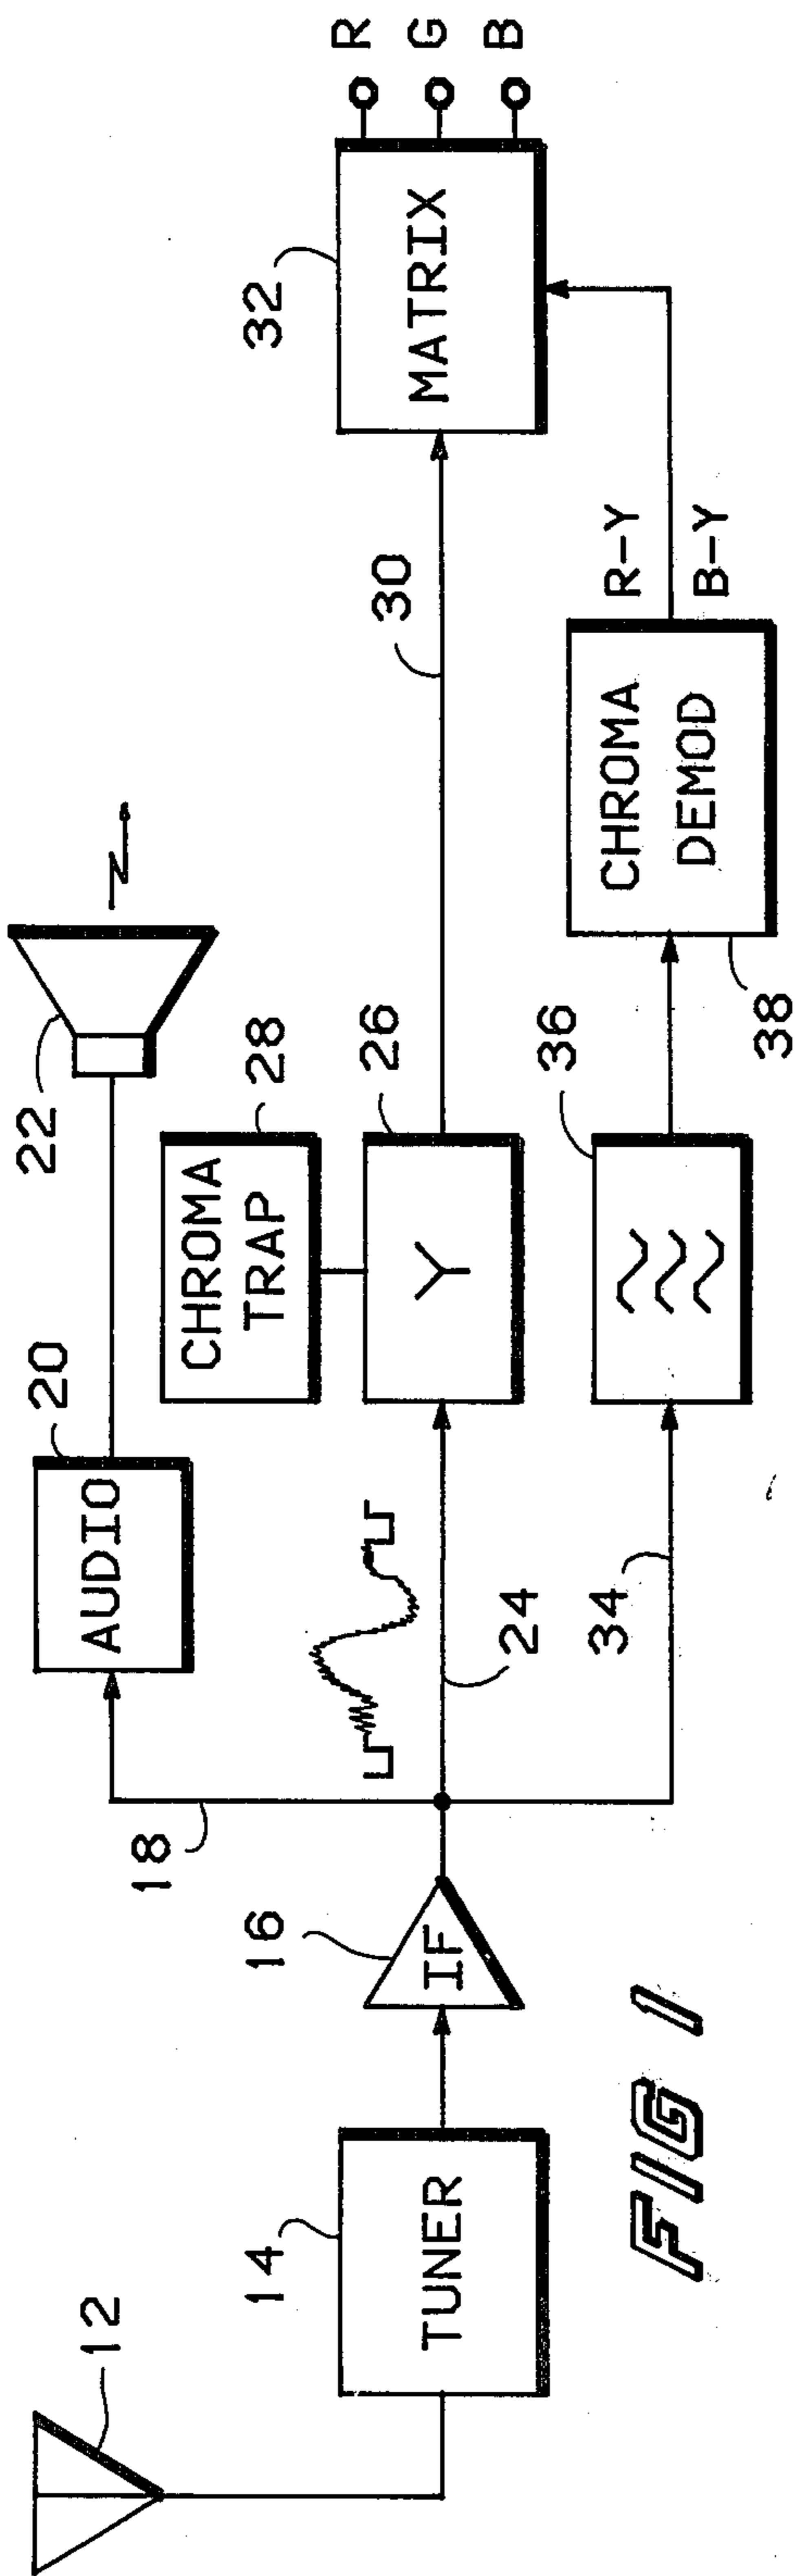 12
14
TUNER
16
IF
18
20
AUDIO
22
24
28
CHROMA
TRAP
26
Y
30
32
MATRIX
R
G
B
34
36
38
CHROMA
DEMOD
R-Y
B-Y
FIG 1